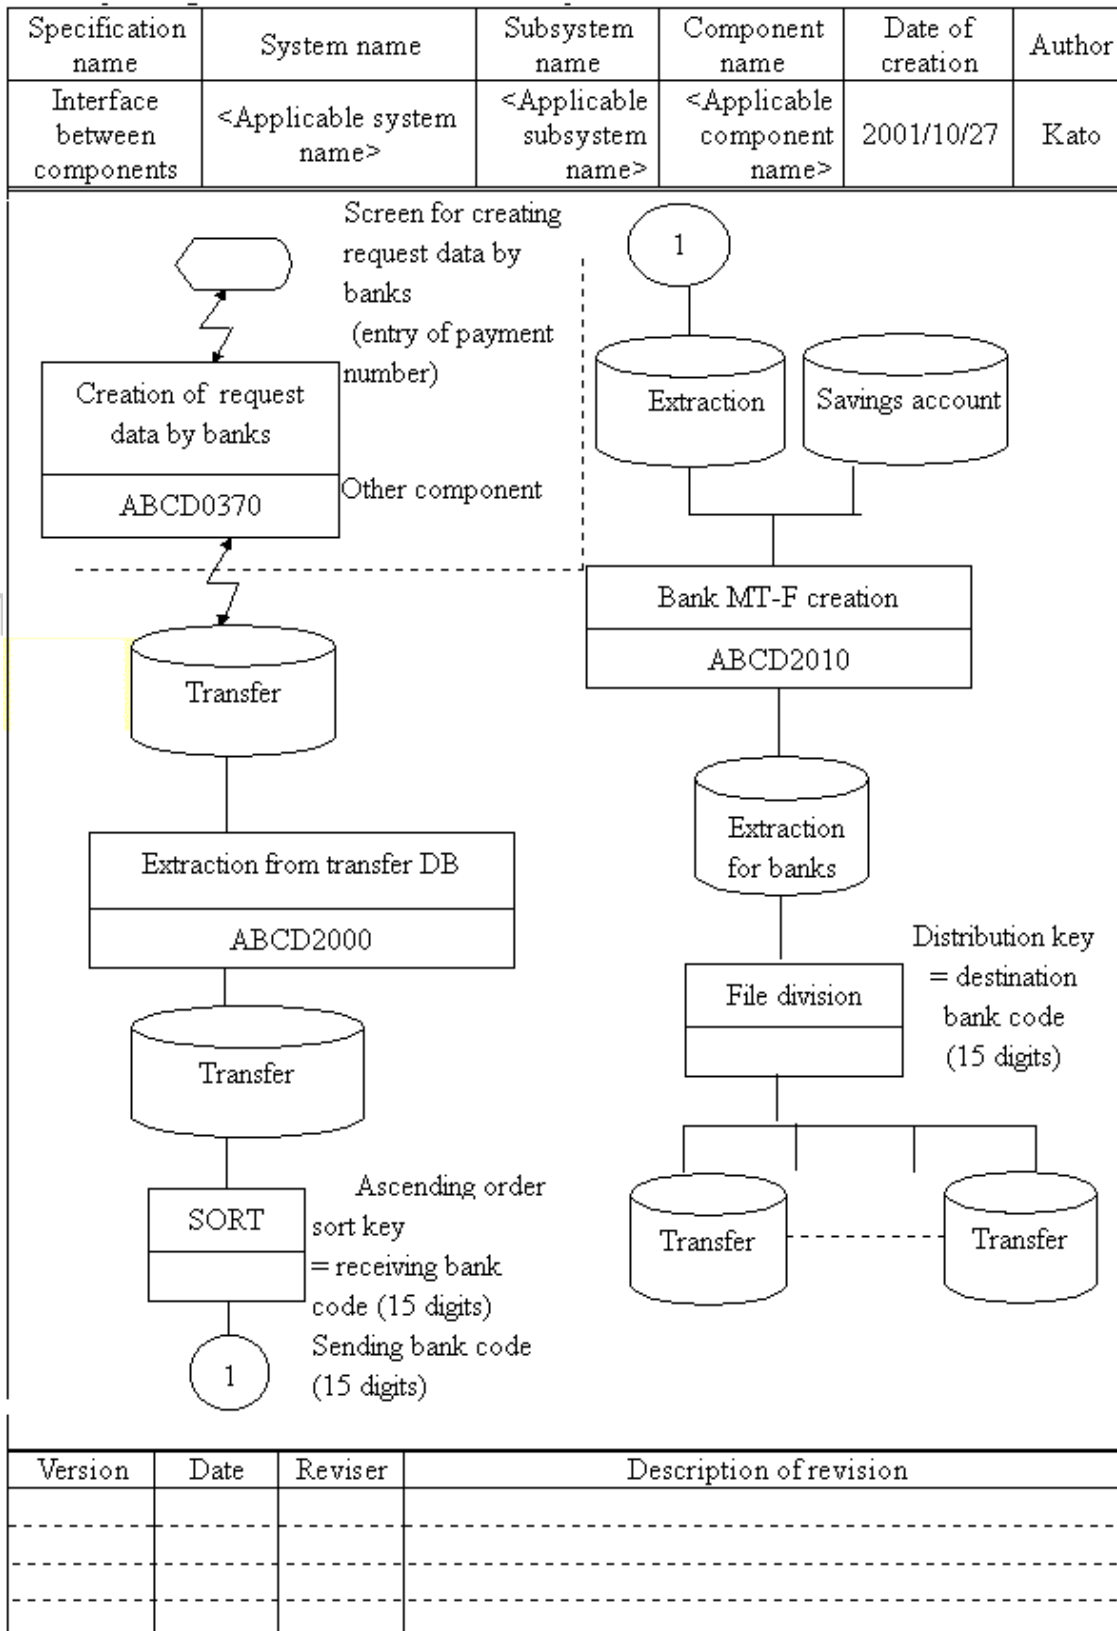 Specification
name
System name
Subsystem
name
Component
name
Date of
creation
Author
Interface
between
components
<Applicable system
name>
<Applicable
subsystem
name>
<Applicable
component
name>
2001/10/27
Kato
Screen for creating
request data by
banks
(entry of payment
number)
Creation of request
data by banks
ABCD0370
Other component
Transfer
Extraction from transfer DB
ABCD2000
Transfer
SORT
Ascending order
sort key
= receiving bank
code (15 digits)
Sending bank code
(15 digits)
1
1
Extraction
Savings account
Bank MT-F creation
ABCD2010
Extraction
for banks
File division
Distribution key
= destination
bank code
(15 digits)
Transfer
Transfer
Version
Date
Reviser
Description of revision